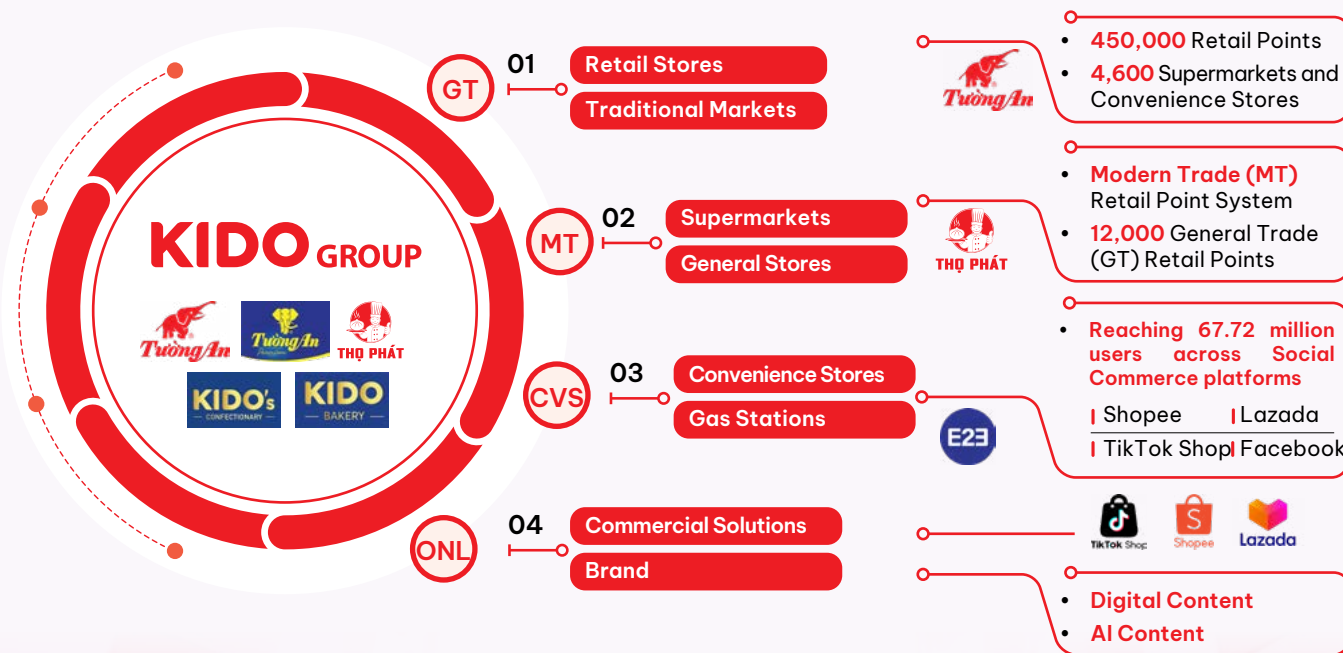 KIDO GROUP
Tường An
Tường An
THỌ PHÁT
KIDO's
CONFECTIONARY
KIDO
BAKERY
GT
01
Retail Stores
Traditional Markets
MT
02
Supermarkets
General Stores
CVS
03
Convenience Stores
Gas Stations
ONL
04
Commercial Solutions
Brand
Tường An
• 450,000 Retail Points
• 4,600 Supermarkets and
Convenience Stores
THỌ PHÁT
• Modern Trade (MT)
Retail Point System
• 12,000 General Trade
(GT) Retail Points
E23
• Reaching 67.72 million
users across Social
Commerce platforms
Shopee Lazada
TikTok Shop Facebook
TikTok Shop
Shopee
Lazada
• Digital Content
• AI Content